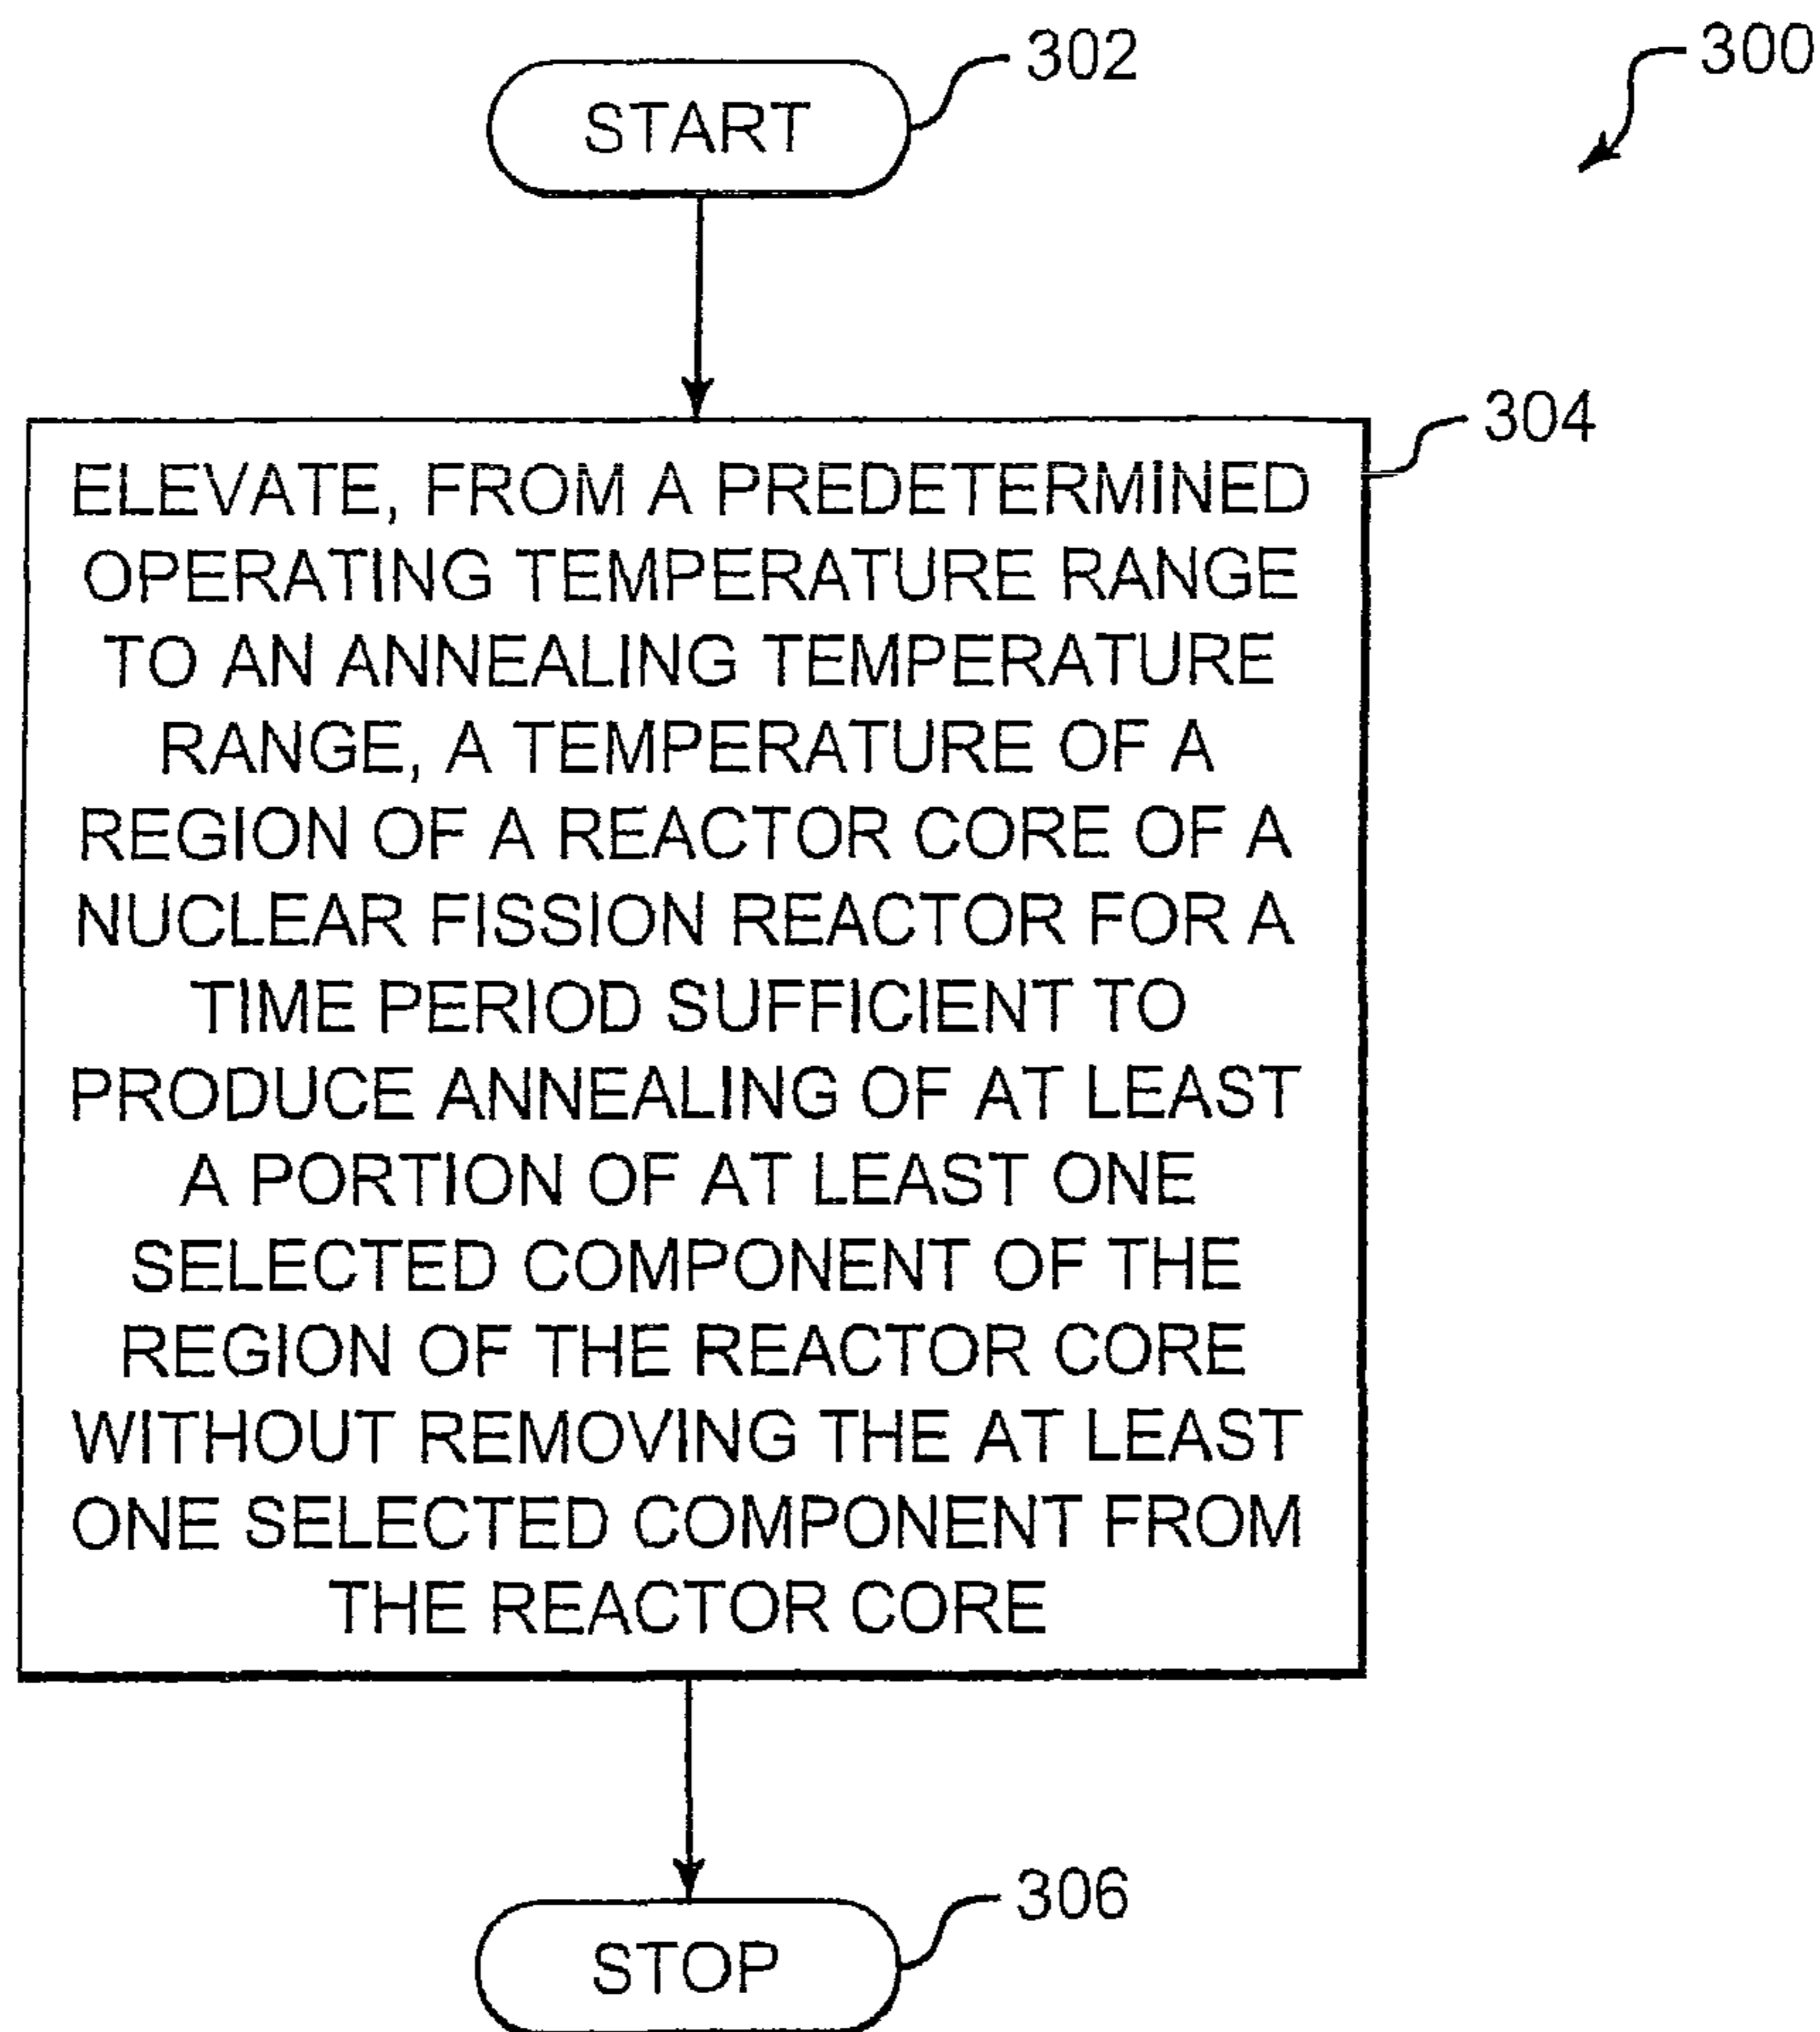 302
300
START
304
ELEVATE, FROM A PREDETERMINED
OPERATING TEMPERATURE RANGE
TO AN ANNEALING TEMPERATURE
RANGE, A TEMPERATURE OF A
REGION OF A REACTOR CORE OF A
NUCLEAR FISSION REACTOR FOR A
TIME PERIOD SUFFICIENT TO
PRODUCE ANNEALING OF AT LEAST
A PORTION OF AT LEAST ONE
SELECTED COMPONENT OF THE
REGION OF THE REACTOR CORE
WITHOUT REMOVING THE AT LEAST
ONE SELECTED COMPONENT FROM
THE REACTOR CORE
306
STOP